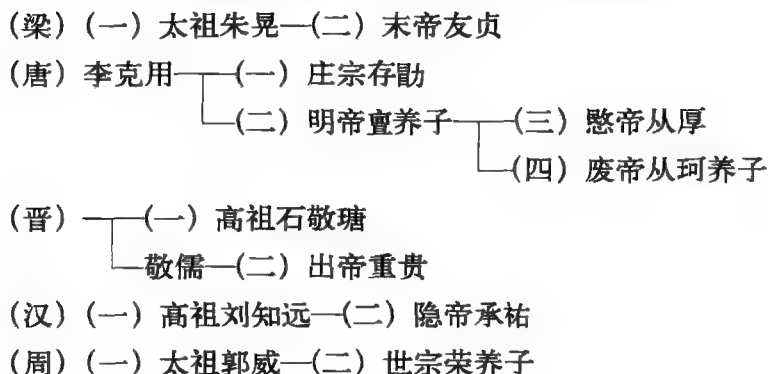 (梁)(一)太祖朱晃—(二)末帝友贞
(唐)李克用—(一)庄宗存勖
(二)明帝亶养子—(三)愍帝从厚
(四)废帝从珂养子
(晋)—(一)高祖石敬瑭
敬儒—(二)出帝重贵
(汉)(一)高祖刘知远—(二)隐帝承祐
(周)(一)太祖郭威—(二)世宗荣养子